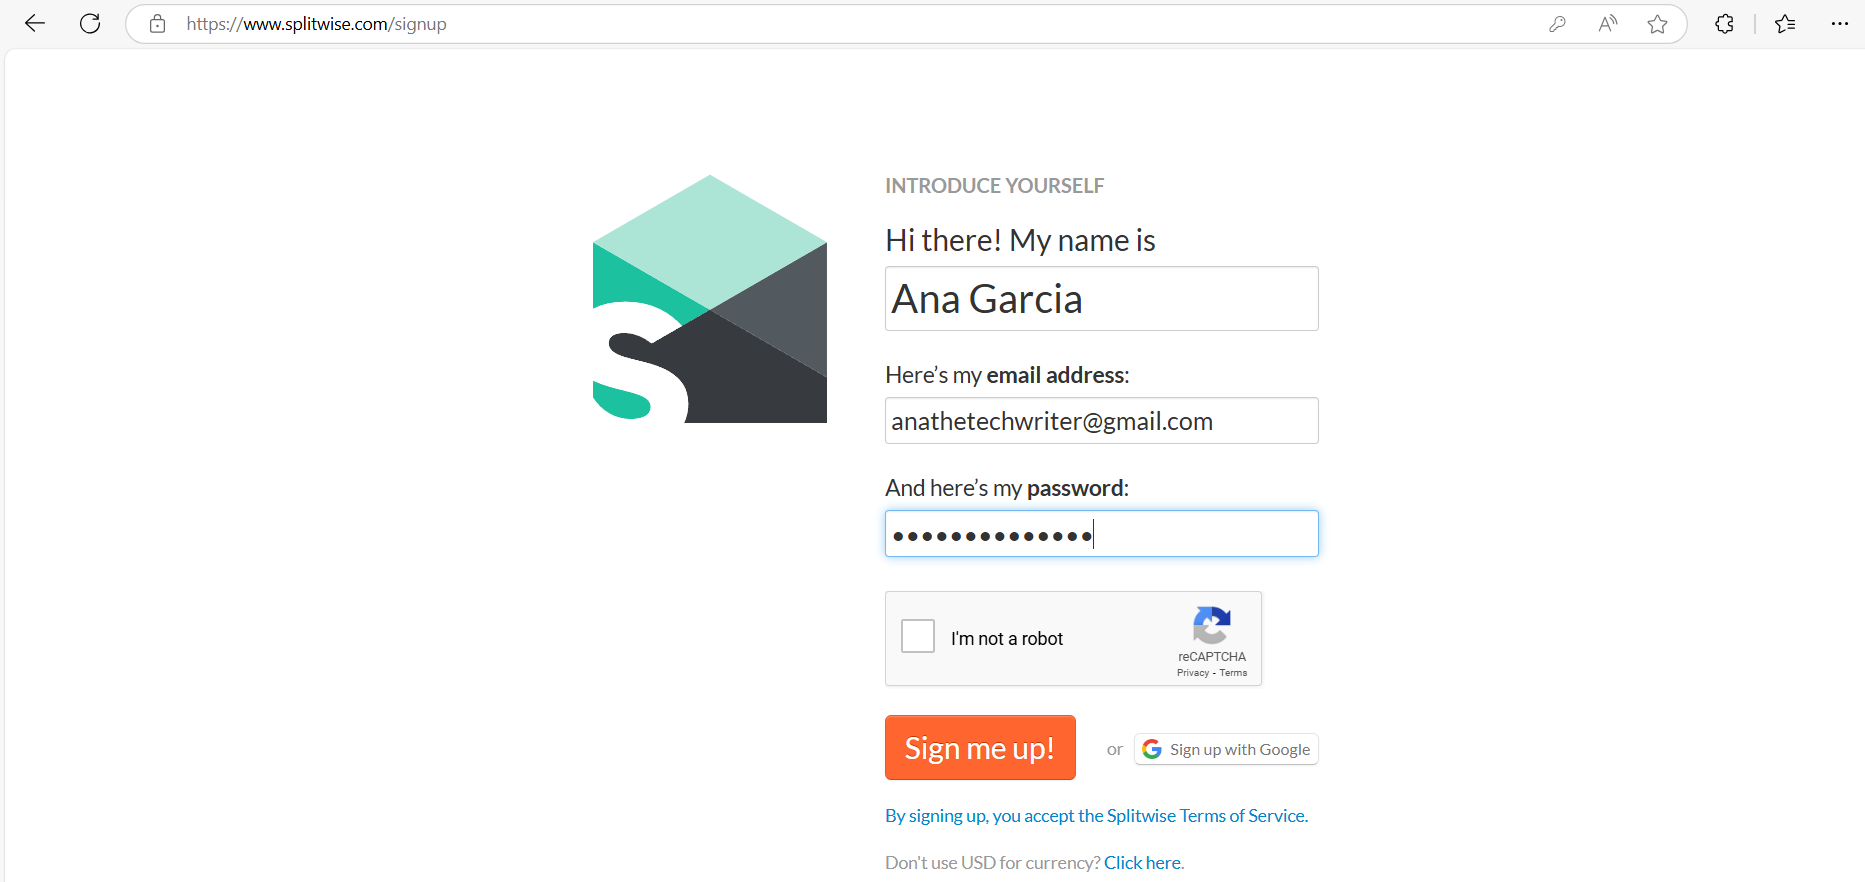 https://www.splitwise.com/signup
INTRODUCE YOURSELF
Hi there! My name is
Ana Garcia
Here’s my email address:
anathetechwriter@gmail.com
And here’s my password:
••••••••••••••
I'm not a robot
reCAPTCHA
Privacy - Terms
Sign me up!
or
Sign up with Google
By signing up, you accept the Splitwise Terms of Service.
Don't use USD for currency? Click here.